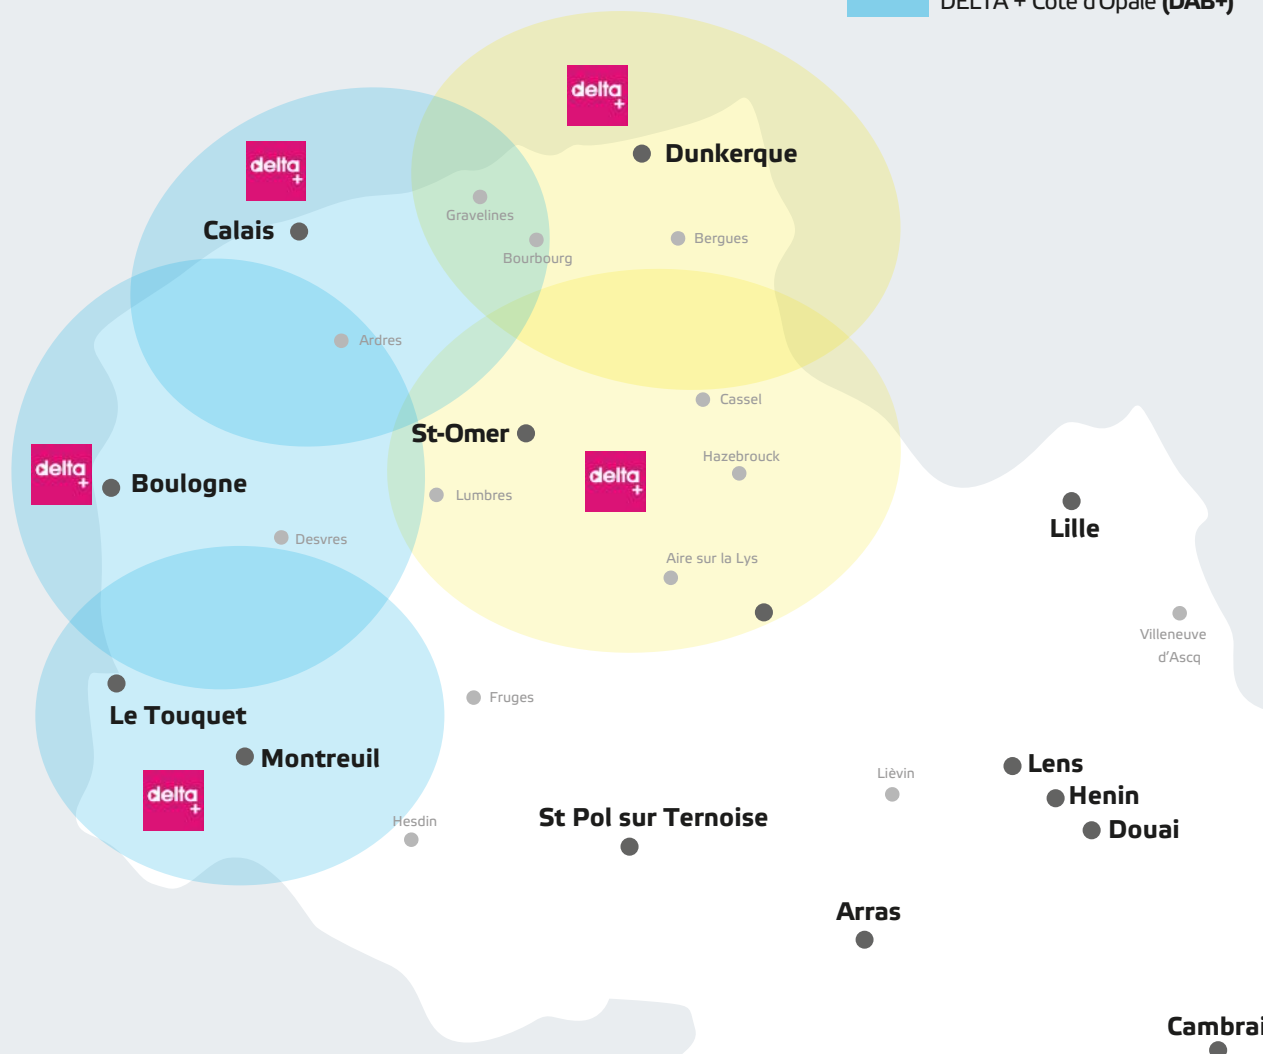 DELTA + Côte d'Opale (DAB+)
delta
+
Dunkerque
delta
+
Calais
Gravelines
Bourbourg
Bergues
Ardres
Cassel
St-Omer
Hazebrouck
delta
+
delta
+
Boulogne
Lumbres
Desvres
Aire sur la Lys
Lille
Villeneuve
d'Ascq
Fruges
Le Touquet
Montreuil
delta
+
Hesdin
St Pol sur Ternoise
Lièvin
Lens
Henin
Douai
Arras
Cambrai